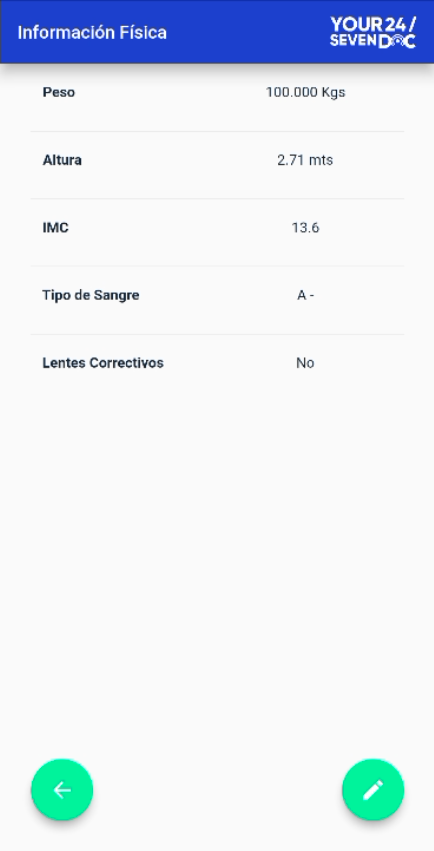 Información Física
YOUR 24/
SEVEN DOC
Peso 100.000 Kgs
Altura 2.71 mts
IMC 13.6
Tipo de Sangre A -
Lentes Correctivos No